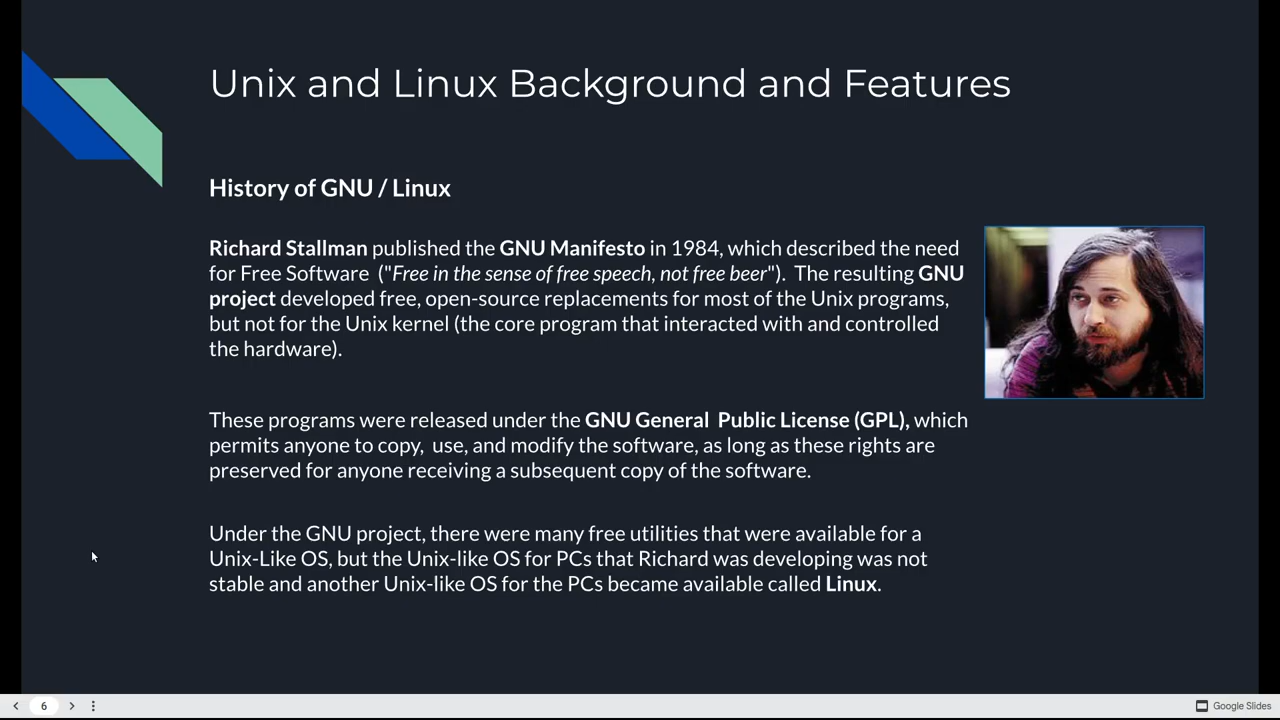 Unix and Linux Background and Features
History of GNU / Linux
Richard Stallman published the GNU Manifesto in 1984, which described the need
for Free Software  ("Free in the sense of free speech, not free beer").  The resulting GNU
project developed free, open-source replacements for most of the Unix programs,
but not for the Unix kernel (the core program that interacted with and controlled
the hardware).
These programs were released under the GNU General  Public License (GPL), which
permits anyone to copy,  use, and modify the software, as long as these rights are
preserved for anyone receiving a subsequent copy of the software.
Under the GNU project, there were many free utilities that were available for a
Unix-Like OS, but the Unix-like OS for PCs that Richard was developing was not
stable and another Unix-like OS for the PCs became available called Linux.
6
Google Slides